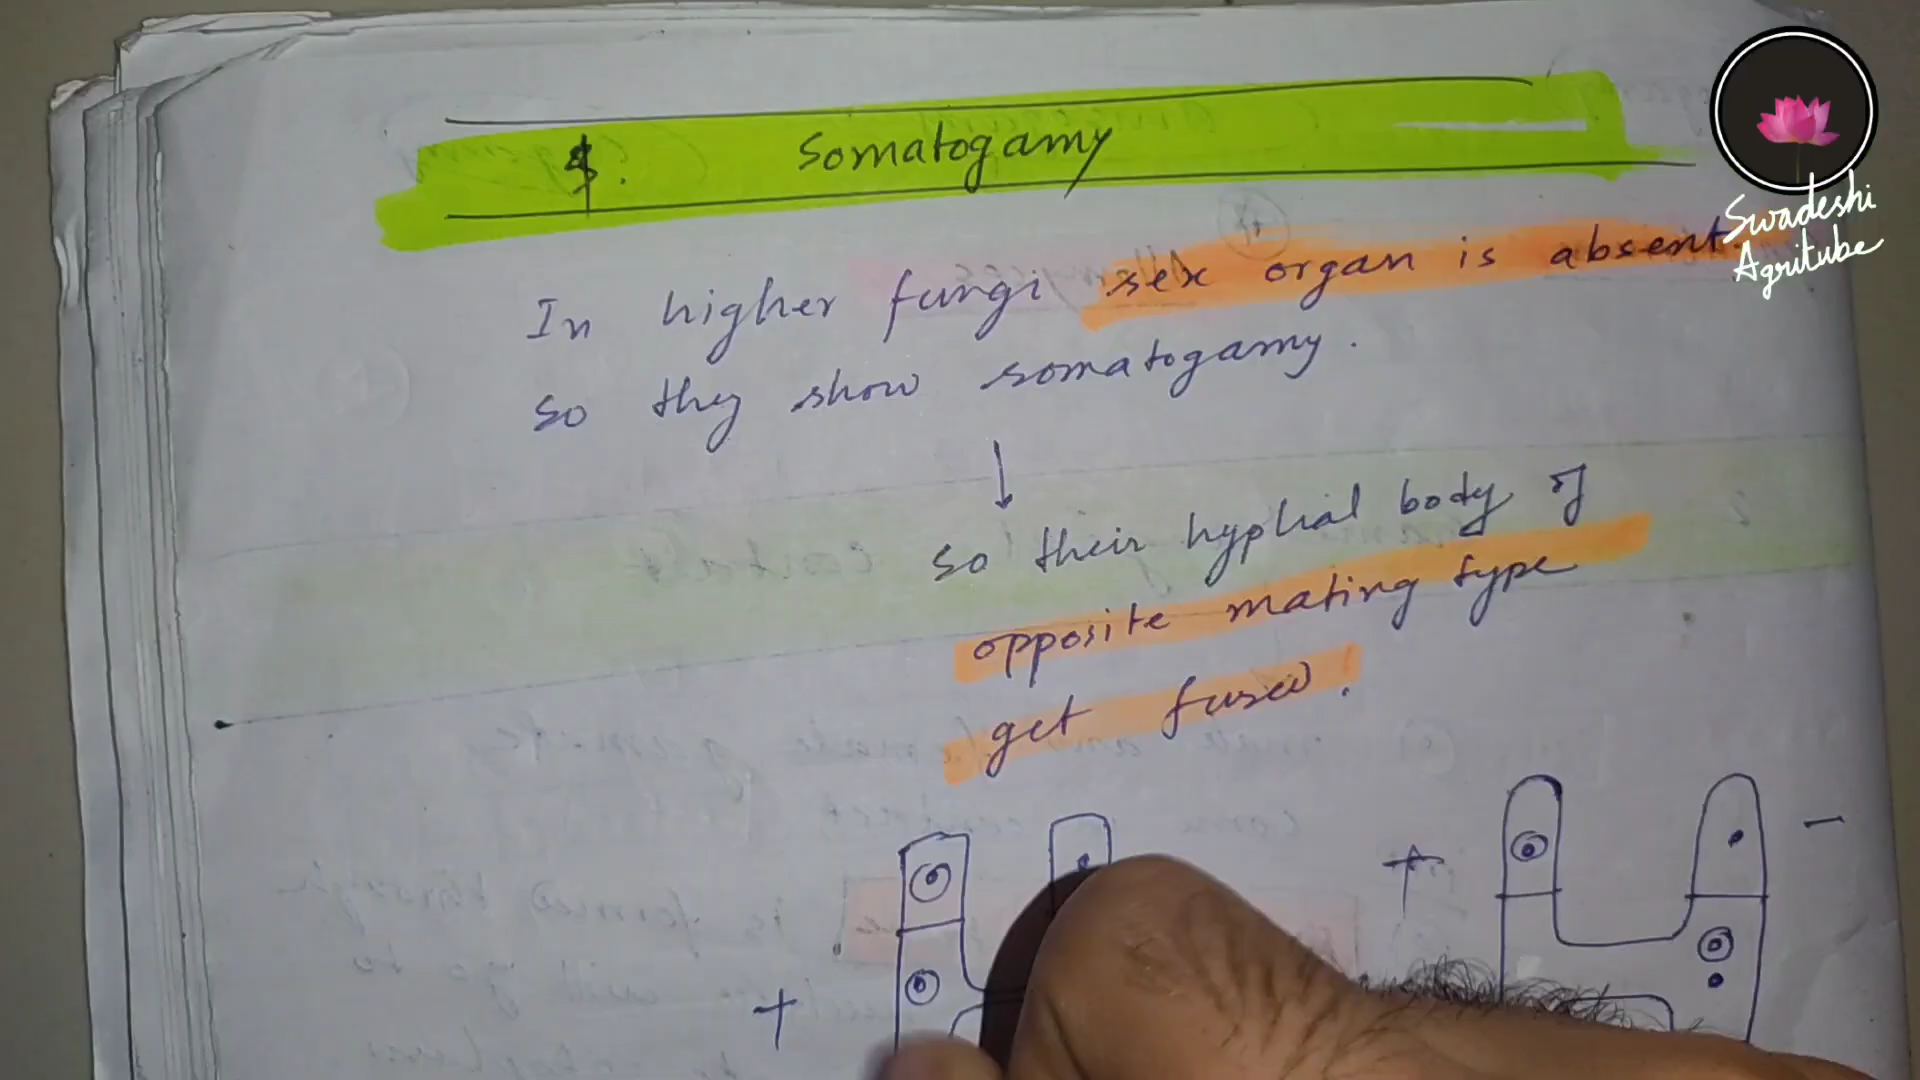 Somatogamy
In higher fungi sex organ is absent.
so they show somatogamy.
↓
so their hyphial body of
opposite mating type
get fused.
+ -
+
Swadeshi
Agritube